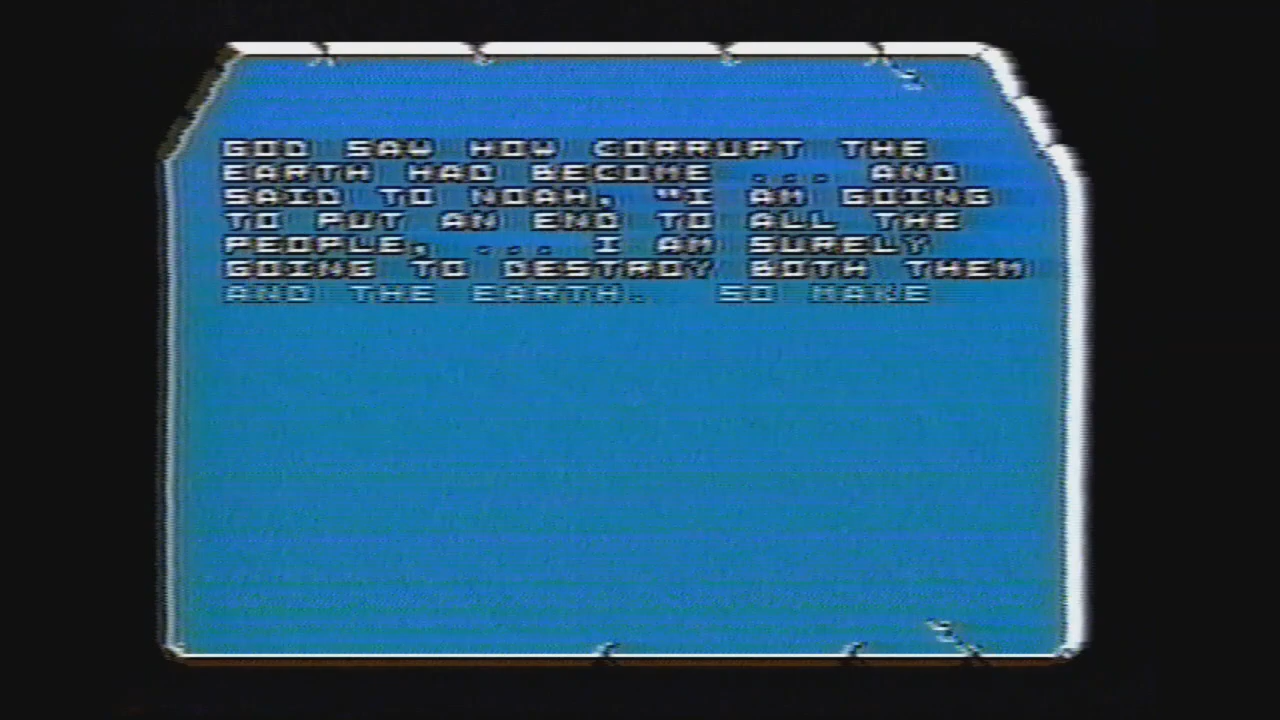 GOD SAW HOW CORRUPT THE
EARTH HAD BECOME ... AND
SAID TO NOAH, "I AM GOING
TO PUT AN END TO ALL THE
PEOPLE, ... I AM SURELY
GOING TO DESTROY BOTH THEM
AND THE EARTH. SO MAKE